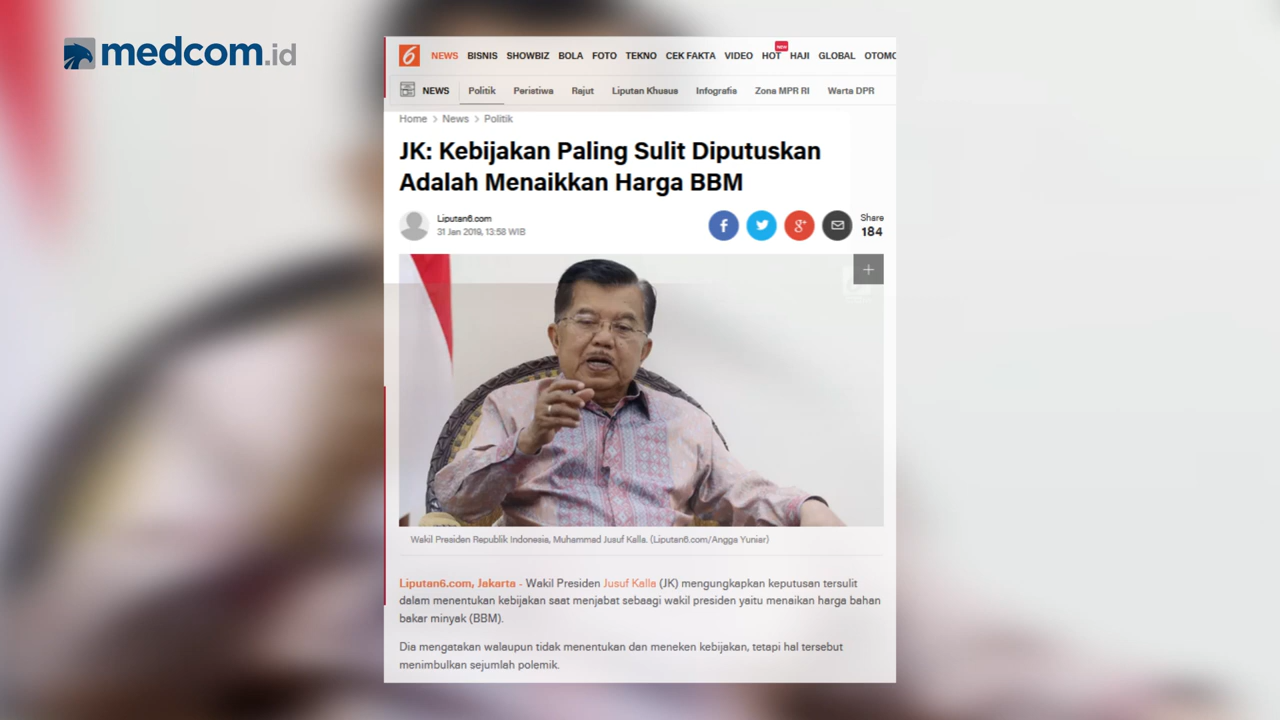 medcom.id
6 NEWS BISNIS SHOWBIZ BOLA FOTO TEKNO CEK FAKTA VIDEO HOT NEW HAJI GLOBAL OTOMO
NEWS Politik Peristiwa Rajut Liputan Khusus Infografis Zona MPR RI Warta DPR
Home > News > Politik
JK: Kebijakan Paling Sulit Diputuskan
Adalah Menaikkan Harga BBM
Liputan6.com
31 Jan 2019, 13:58 WIB
Share
184
Wakil Presiden Republik Indonesia, Muhammad Jusuf Kalla. (Liputan6.com/Angga Yuniar)
Liputan6.com, Jakarta - Wakil Presiden Jusuf Kalla (JK) mengungkapkan keputusan tersulit
dalam menentukan kebijakan saat menjabat sebaagi wakil presiden yaitu menaikan harga bahan
bakar minyak (BBM).
Dia mengatakan walaupun tidak menentukan dan meneken kebijakan, tetapi hal tersebut
menimbulkan sejumlah polemik.